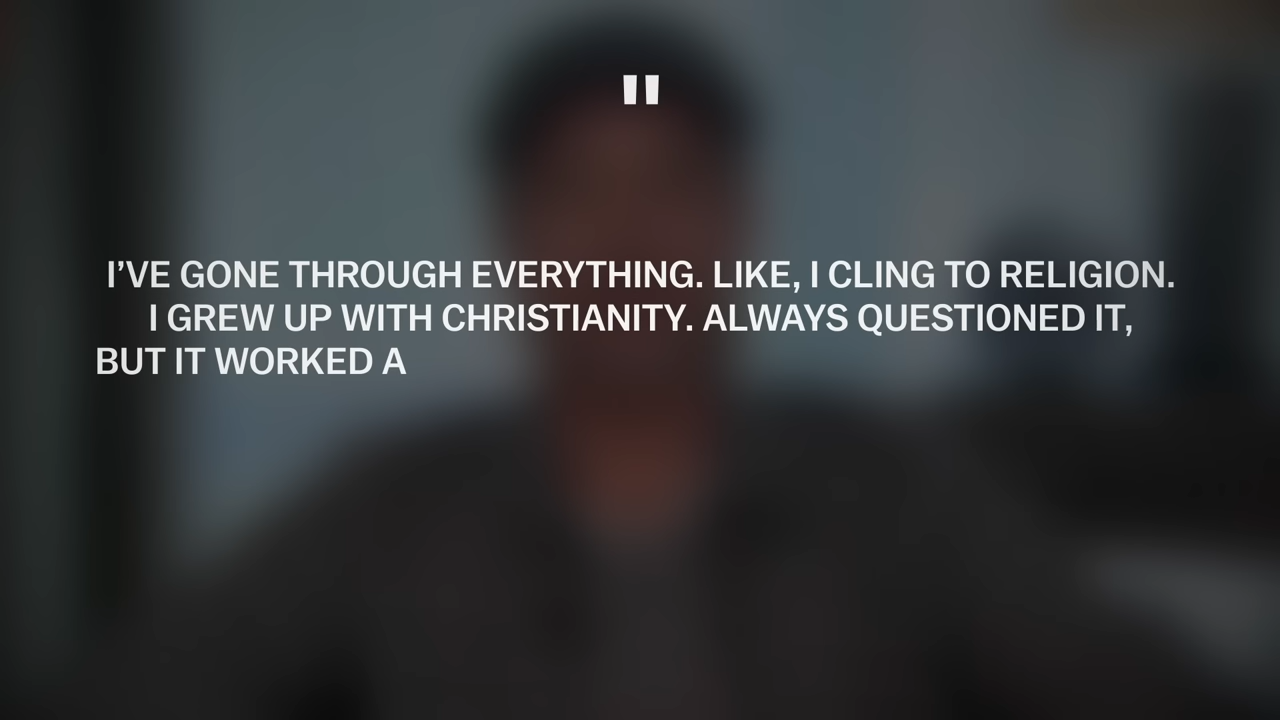 "
I’VE GONE THROUGH EVERYTHING. LIKE, I CLING TO RELIGION.
I GREW UP WITH CHRISTIANITY. ALWAYS QUESTIONED IT,
BUT IT WORKED A